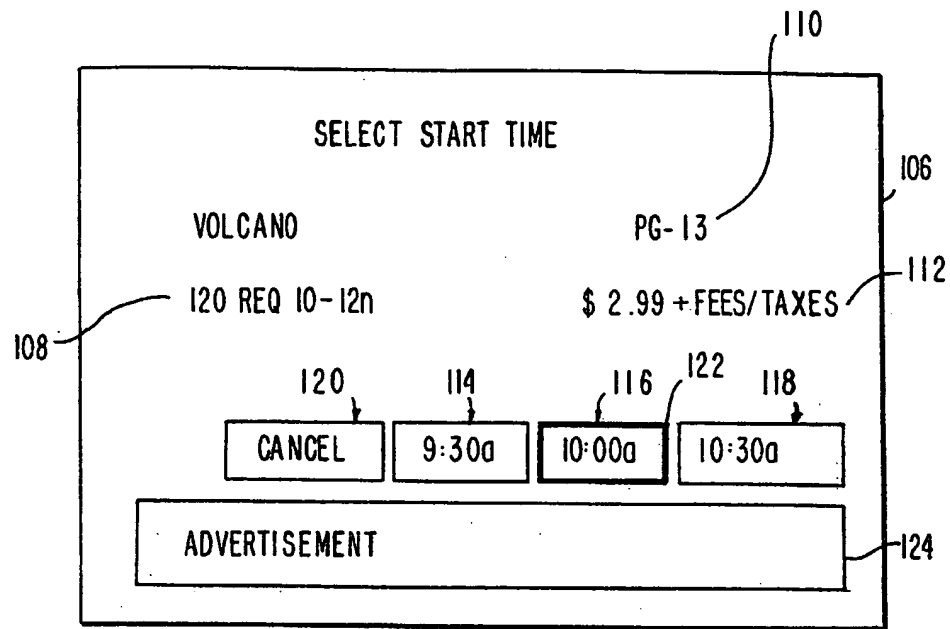 110
SELECT START TIME
106
VOLCANO PG-13
112
120 REQ 10-12n $ 2.99 + FEES/TAXES
108
120 114 116 122 118
CANCEL 9:30a 10:00a 10:30a
ADVERTISEMENT
124